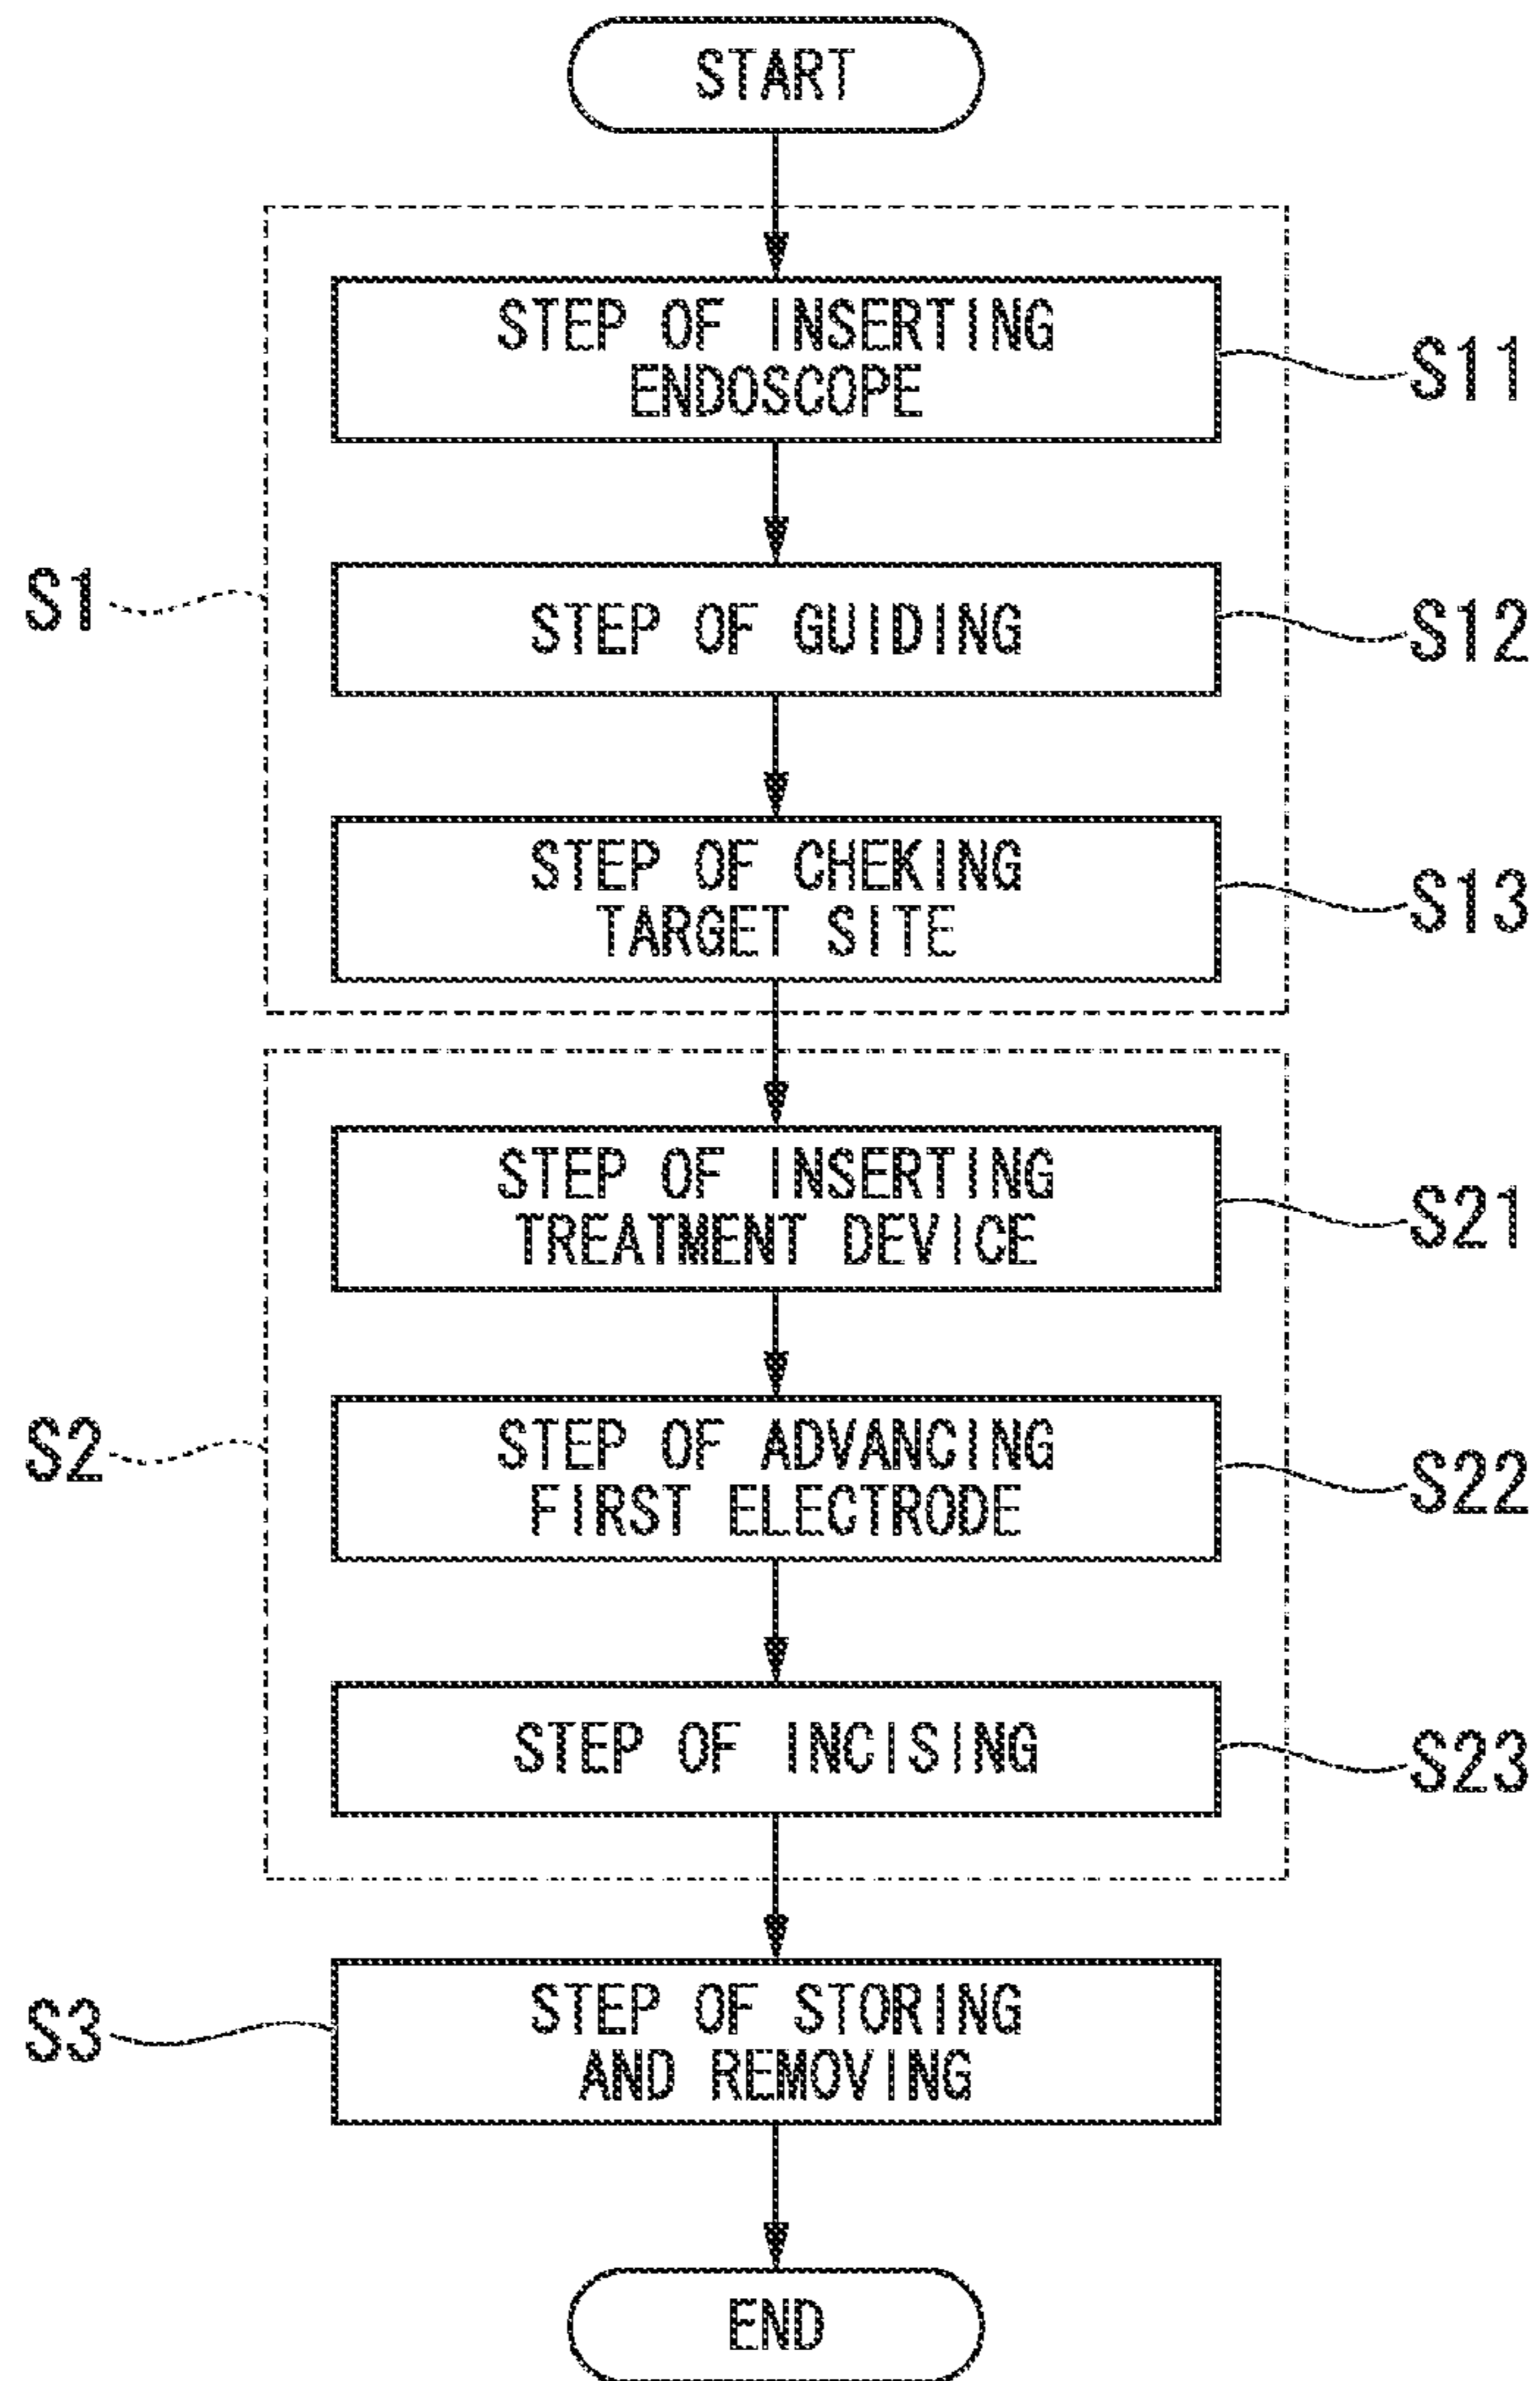 START
STEP OF INSERTING
ENDOSCOPE
S11
S1
STEP OF GUIDING
S12
STEP OF CHEKING
TARGET SITE
S13
STEP OF INSERTING
TREATMENT DEVICE
S21
S2
STEP OF ADVANCING
FIRST ELECTRODE
S22
STEP OF INCISING
S23
S3
STEP OF STORING
AND REMOVING
END